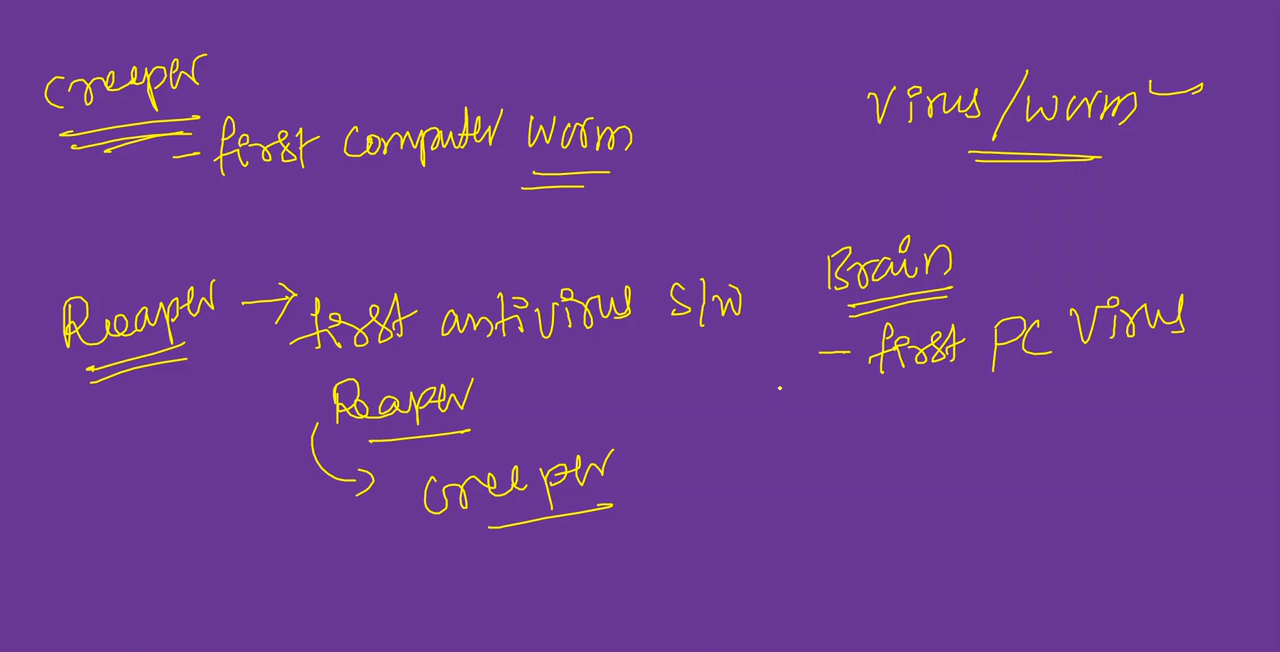 Creeper
- first computer worm
Virus/worm
Reaper → first antivirus s/w
Reaper
creeper
Brain
- first PC Virus